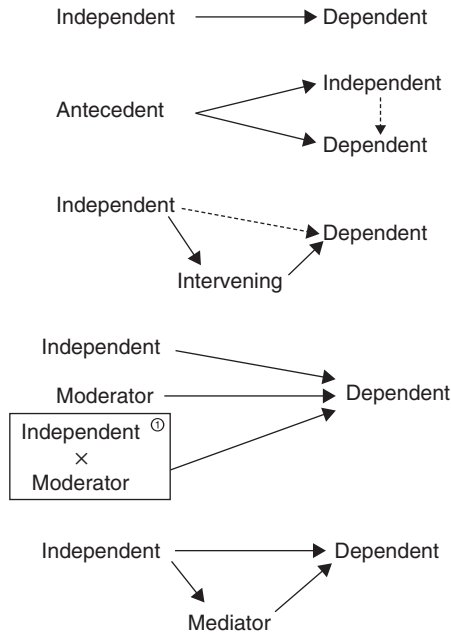 Independent Dependent
Independent
Antecedent
Dependent
Independent
Dependent
Intervening
Independent
Moderator
Dependent
Independent ①
×
Moderator
Independent Dependent
Mediator